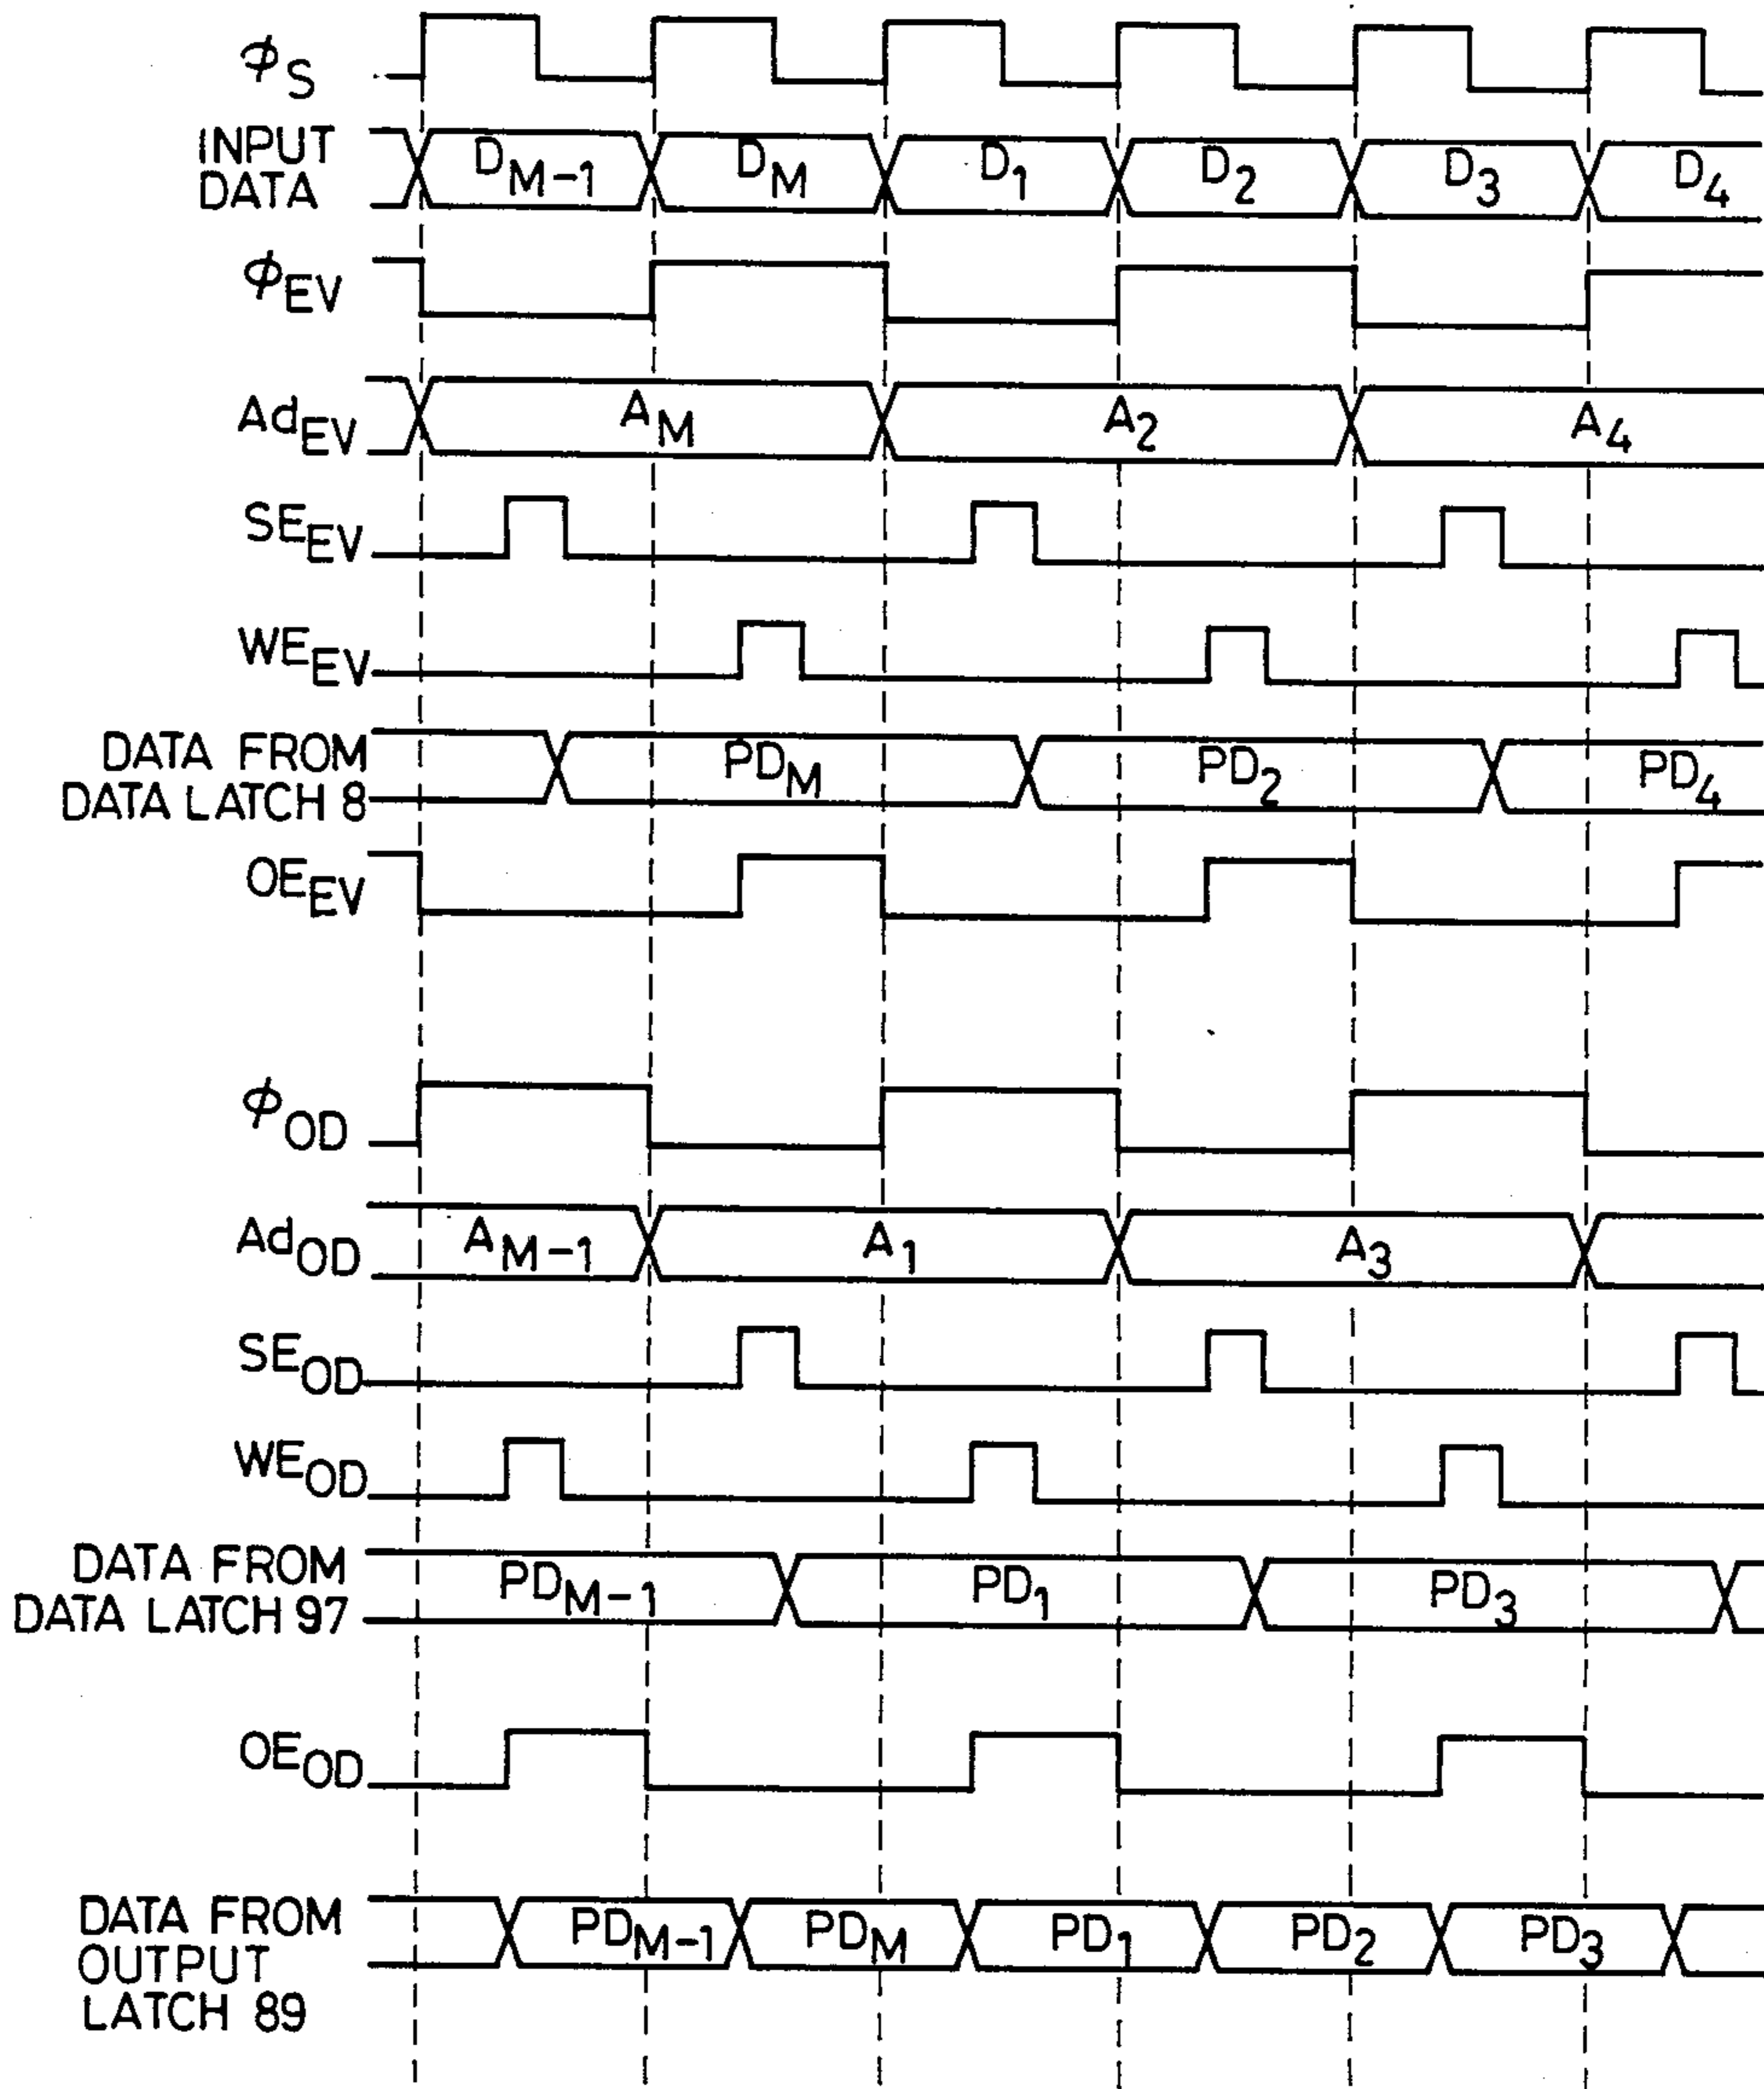 ϕS
INPUT
DATA
DM-1 DM D1 D2 D3 D4
ϕEV
AdEV AM A2 A4
SEEV
WEEV
DATA FROM
DATA LATCH 8
PDM PD2 PD4
OEEV
ϕOD
AdOD AM-1 A1 A3
SEOD
WEOD
DATA FROM
DATA LATCH 97
PDM-1 PD1 PD3
OEOD
DATA FROM
OUTPUT
LATCH 89
PDM-1 PDM PD1 PD2 PD3